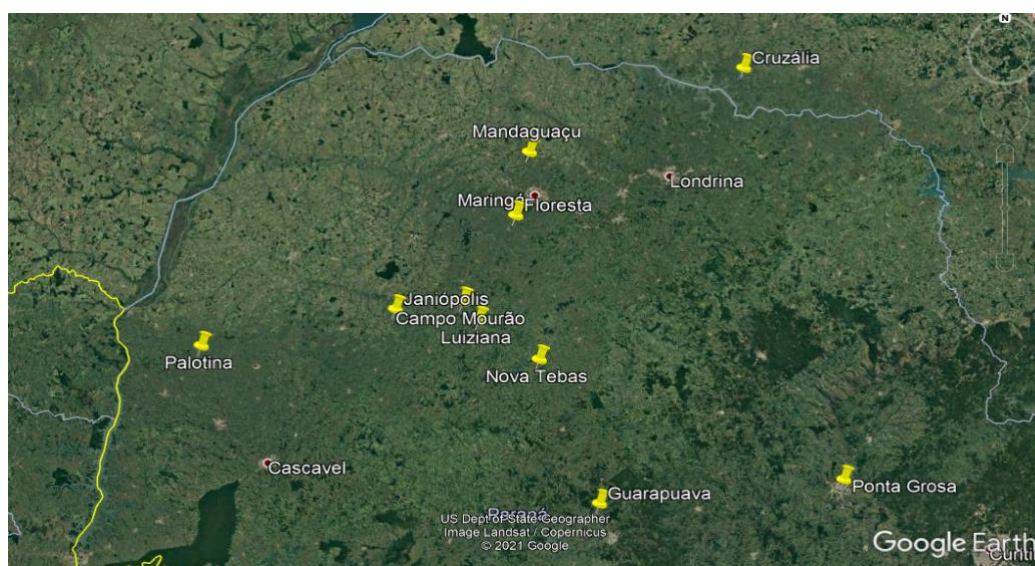 N
Cruzália
Mandaguaçu
Londrina
Maringá
Floresta
Janiópolis
Campo Mourão
Luiziana
Palotina
Nova Tebas
Cascavel
Guarapuava
Ponta Grosa
Paraná
US Dept of State Geographer
Image Landsat / Copernicus
© 2021 Google
Google Earth